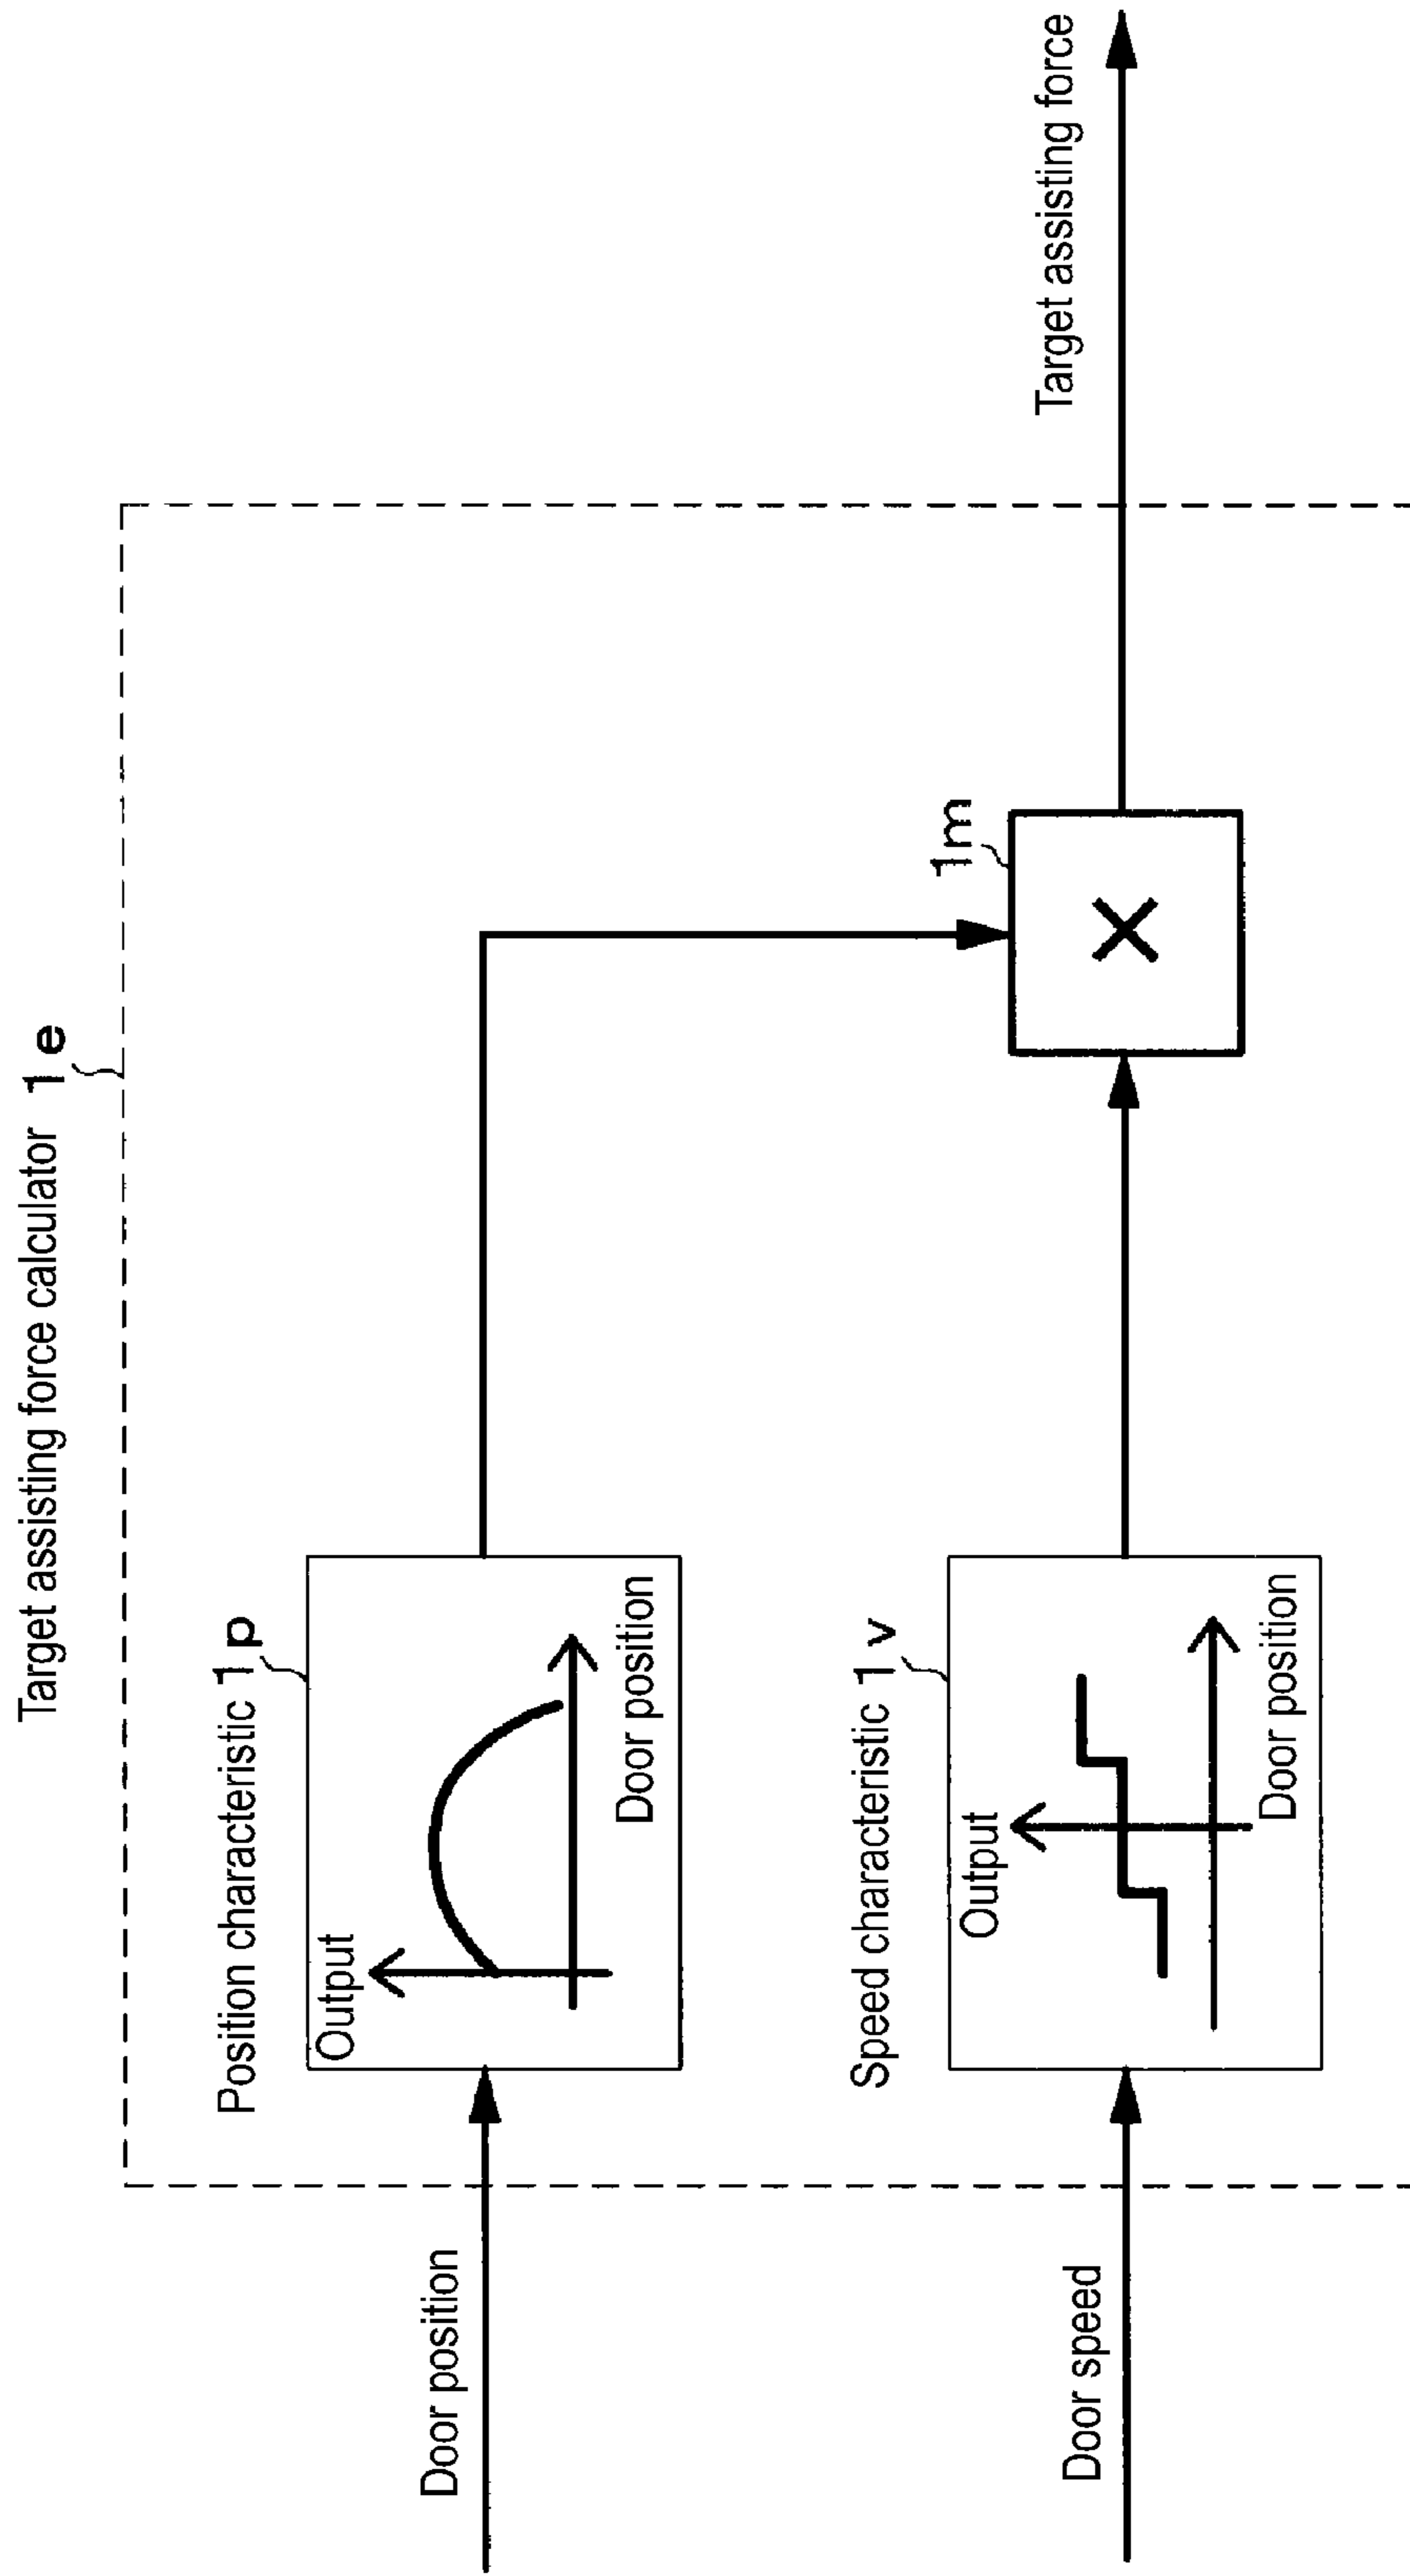 Target assisting force calculator 1e
Position characteristic 1p
Output
Door position
Door position
1m
Target assisting force
Speed characteristic 1v
Output
Door position
Door speed
×